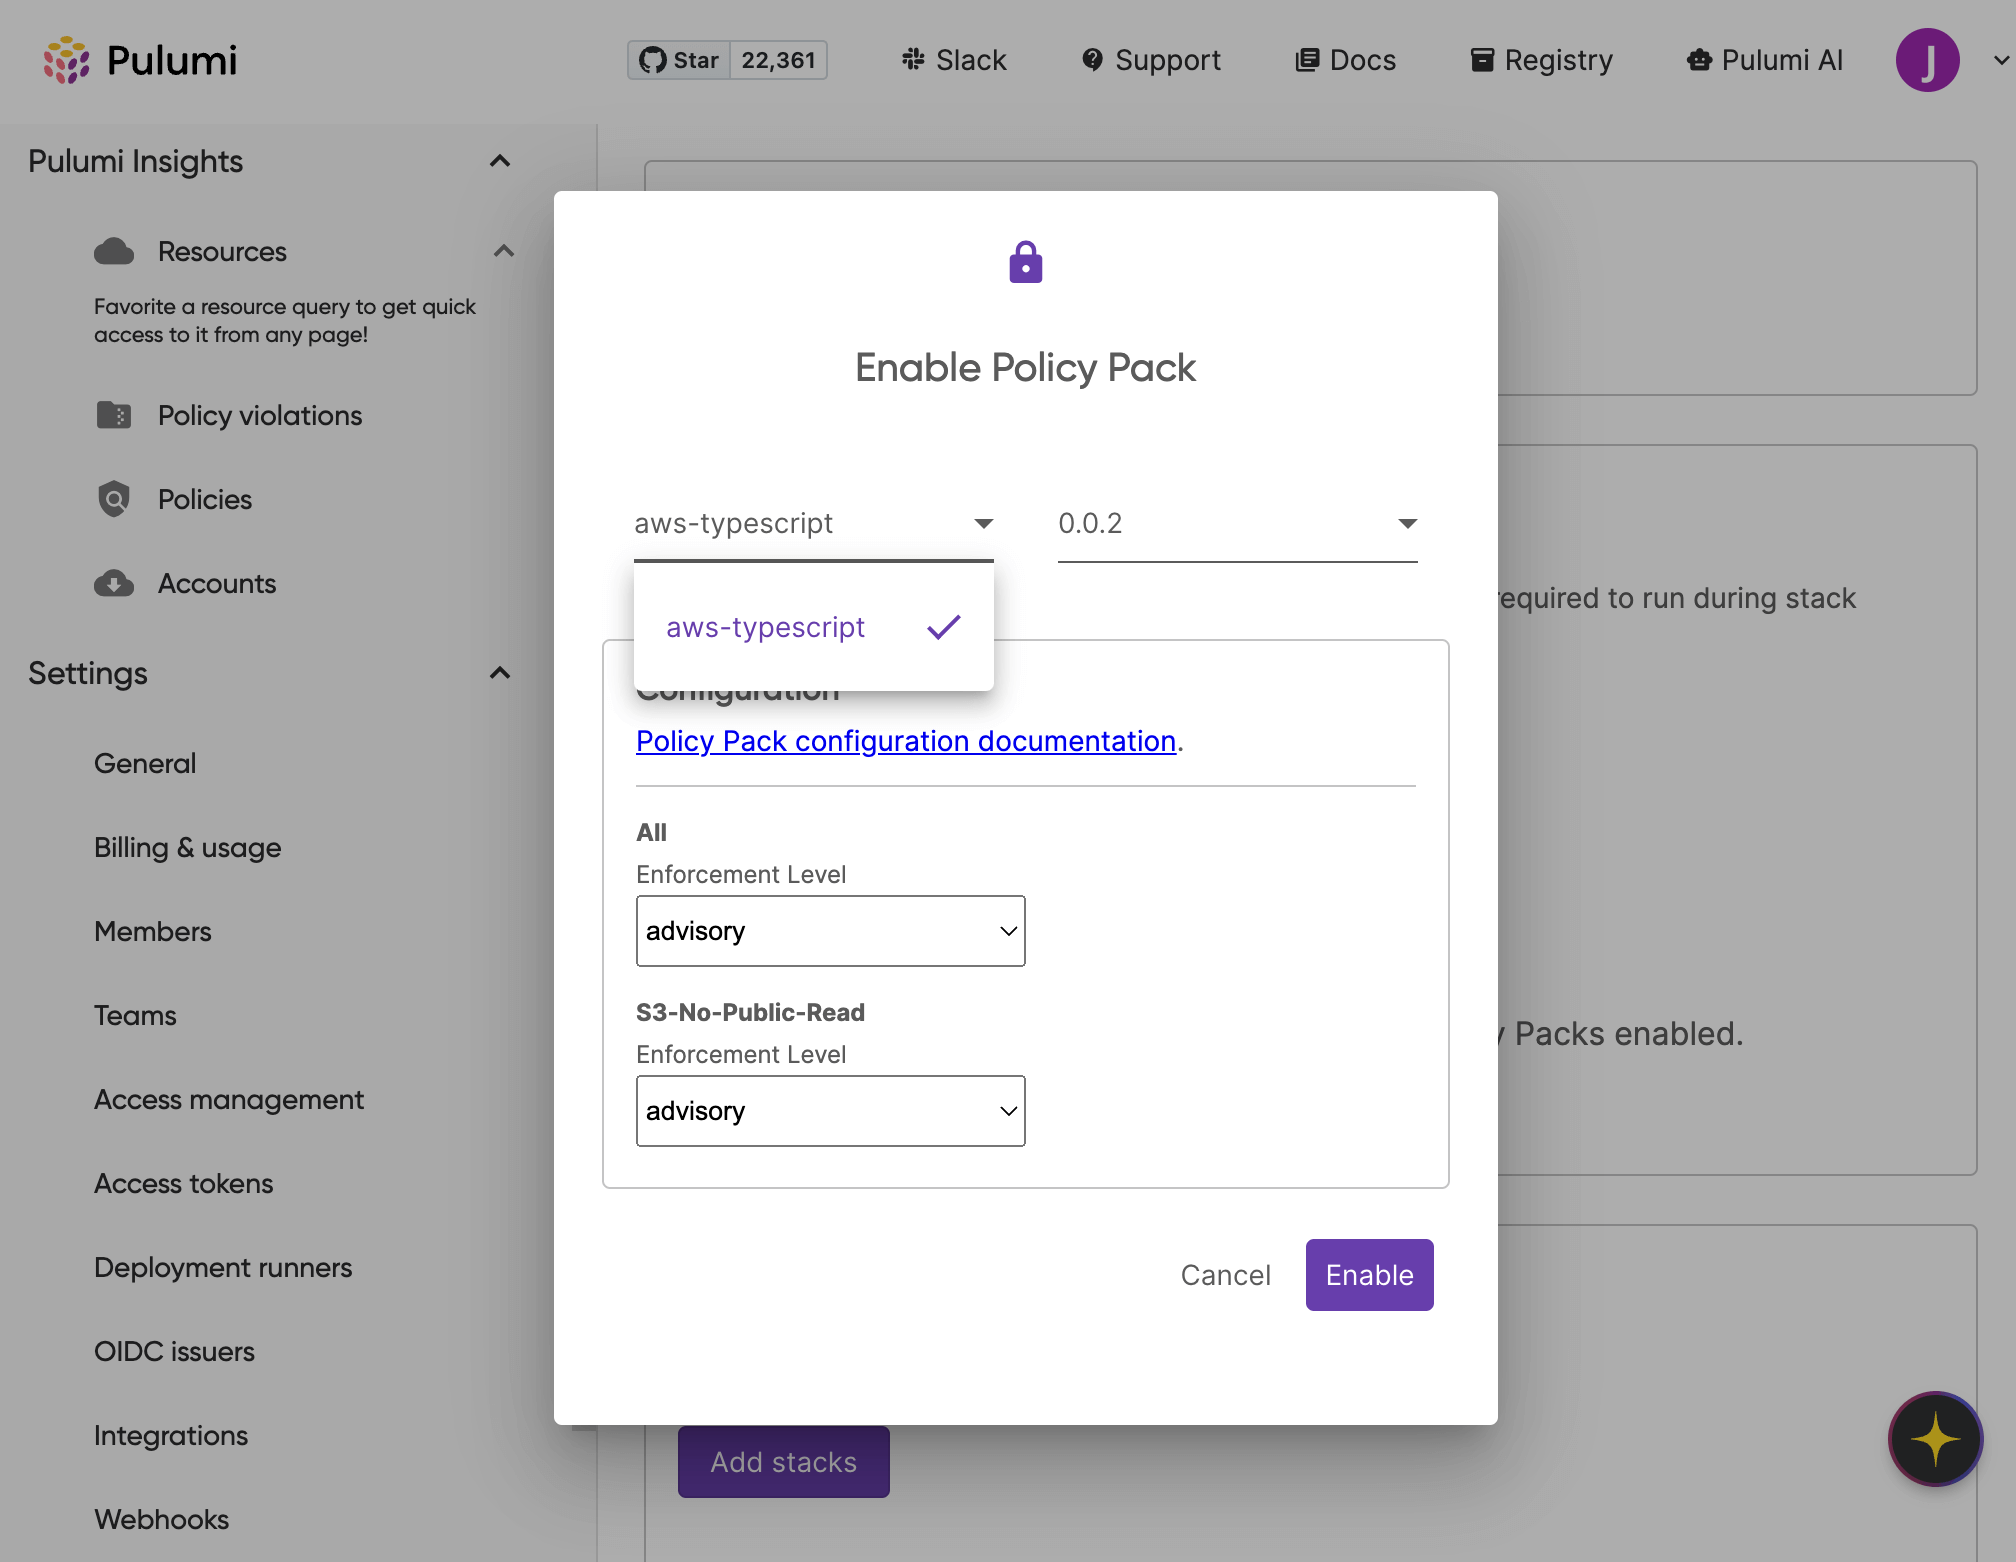 Pulumi
Star 22,361
Slack
Support
Docs
Registry
Pulumi AI
J
Pulumi Insights
Resources
Favorite a resource query to get quick
access to it from any page!
Policy violations
Policies
Accounts
Settings
General
Billing & usage
Members
Teams
Access management
Access tokens
Deployment runners
OIDC issuers
Integrations
Webhooks
Enable Policy Pack
aws-typescript
0.0.2
aws-typescript
Configuration
Policy Pack configuration documentation.
All
Enforcement Level
advisory
S3-No-Public-Read
Enforcement Level
advisory
Cancel
Enable
required to run during stack
y Packs enabled.
Add stacks